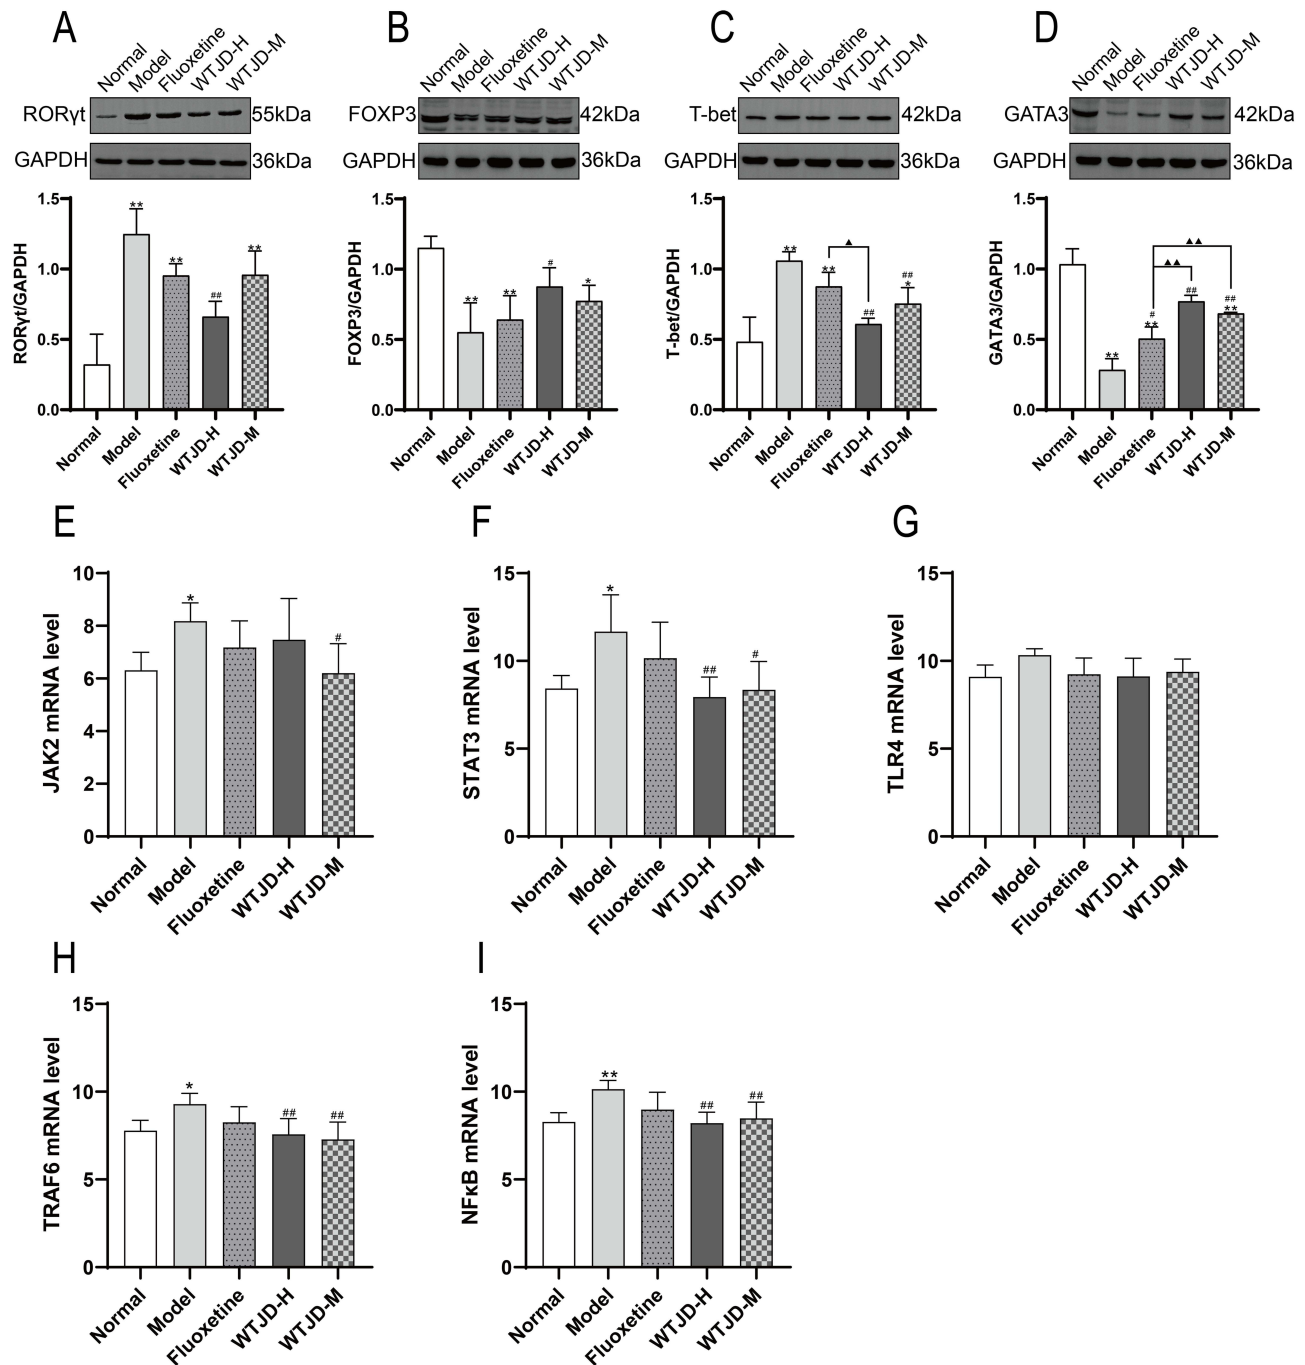 A
Normal
Model
Fluoxetine
WTJD-H
WTJD-M
RORγt
55kDa
GAPDH
36kDa
RORγt/GAPDH
1.5
1.0
0.5
0.0
**
**
##
**
Normal
Model
Fluoxetine
WTJD-H
WTJD-M
B
Normal
Model
Fluoxetine
WTJD-H
WTJD-M
FOXP3
42kDa
GAPDH
36kDa
FOXP3/GAPDH
1.5
1.0
0.5
0.0
**
**
#
*
Normal
Model
Fluoxetine
WTJD-H
WTJD-M
C
Normal
Model
Fluoxetine
WTJD-H
WTJD-M
T-bet
42kDa
GAPDH
36kDa
T-bet/GAPDH
1.5
1.0
0.5
0.0
**
**
▲
##
##
*
Normal
Model
Fluoxetine
WTJD-H
WTJD-M
D
Normal
Model
Fluoxetine
WTJD-H
WTJD-M
GATA3
42kDa
GAPDH
36kDa
GATA3/GAPDH
1.5
1.0
0.5
0.0
**
#
**
▲▲
▲▲
##
##
**
Normal
Model
Fluoxetine
WTJD-H
WTJD-M
E
JAK2 mRNA level
10
8
6
4
2
0
*
#
Normal
Model
Fluoxetine
WTJD-H
WTJD-M
F
STAT3 mRNA level
15
10
5
0
*
##
#
Normal
Model
Fluoxetine
WTJD-H
WTJD-M
G
TLR4 mRNA level
15
10
5
0
Normal
Model
Fluoxetine
WTJD-H
WTJD-M
H
TRAF6 mRNA level
15
10
5
0
*
##
##
Normal
Model
Fluoxetine
WTJD-H
WTJD-M
I
NFκB mRNA level
15
10
5
0
**
##
##
Normal
Model
Fluoxetine
WTJD-H
WTJD-M